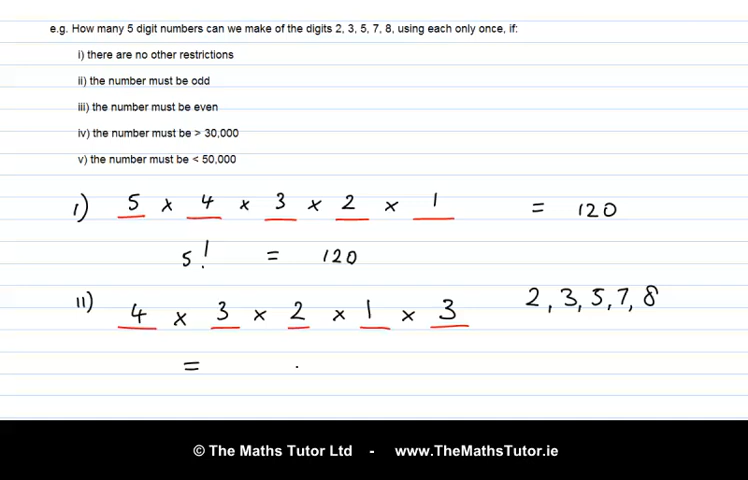 e.g. How many 5 digit numbers can we make of the digits 2, 3, 5, 7, 8, using each only once, if:
i) there are no other restrictions
ii) the number must be odd
iii) the number must be even
iv) the number must be > 30,000
v) the number must be < 50,000
i) 5 x 4 x 3 x 2 x 1 = 120
5! = 120
ii) 4 x 3 x 2 x 1 x 3 2, 3, 5, 7, 8
=
© The Maths Tutor Ltd - www.TheMathsTutor.ie